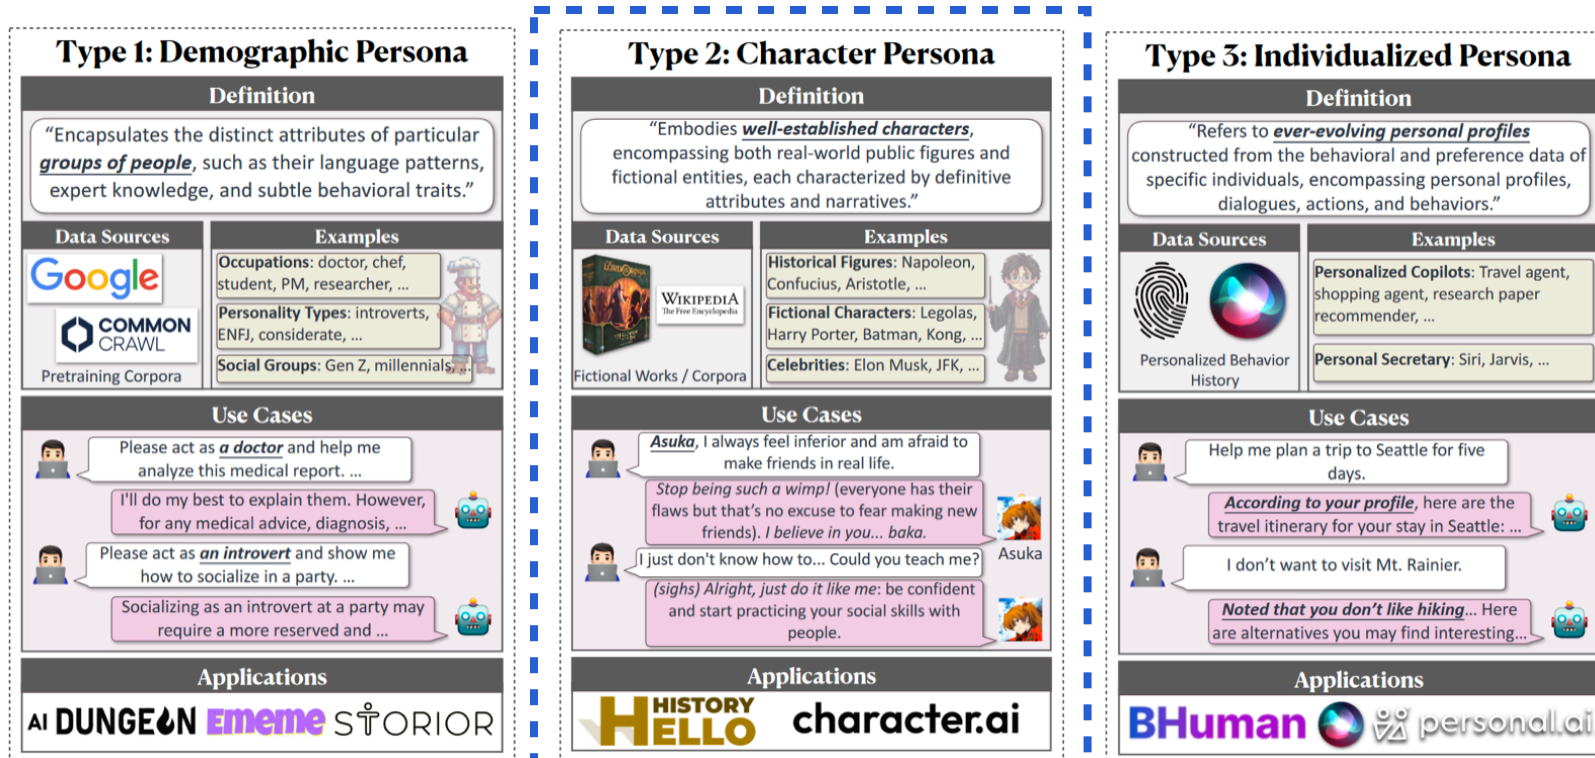 Type 1: Demographic Persona
Definition
“Encapsulates the distinct attributes of particular
groups of people, such as their language patterns,
expert knowledge, and subtle behavioral traits.”
Data Sources
Google
COMMON
CRAWL
Pretraining Corpora
Examples
Occupations: doctor, chef,
student, PM, researcher, ...
Personality Types: introverts,
ENFJ, considerate, ...
Social Groups: Gen Z, millennials, ...
Use Cases
Please act as a doctor and help me
analyze this medical report. ...
I'll do my best to explain them. However,
for any medical advice, diagnosis, ...
Please act as an introvert and show me
how to socialize in a party. ...
Socializing as an introvert at a party may
require a more reserved and ...
Applications
AI DUNGEON Ememe STORIOR
Type 2: Character Persona
Definition
“Embodies well-established characters,
encompassing both real-world public figures and
fictional entities, each characterized by definitive
attributes and narratives.”
Data Sources
WIKIPEDIA
The Free Encyclopedia
Fictional Works / Corpora
Examples
Historical Figures: Napoleon,
Confucius, Aristotle, ...
Fictional Characters: Legolas,
Harry Porter, Batman, Kong, ...
Celebrities: Elon Musk, JFK, ...
Use Cases
Asuka, I always feel inferior and am afraid to
make friends in real life.
Stop being such a wimp! (everyone has their
flaws but that’s no excuse to fear making new
friends). I believe in you... baka.
Asuka
I just don't know how to... Could you teach me?
(sighs) Alright, just do it like me: be confident
and start practicing your social skills with
people.
Applications
HISTORY
HELLO
character.ai
Type 3: Individualized Persona
Definition
“Refers to ever-evolving personal profiles
constructed from the behavioral and preference data of
specific individuals, encompassing personal profiles,
dialogues, actions, and behaviors.”
Data Sources
Personalized Behavior
History
Examples
Personalized Copilots: Travel agent,
shopping agent, research paper
recommender, ...
Personal Secretary: Siri, Jarvis, ...
Use Cases
Help me plan a trip to Seattle for five
days.
According to your profile, here are the
travel itinerary for your stay in Seattle: ...
I don’t want to visit Mt. Rainier.
Noted that you don’t like hiking... Here
are alternatives you may find interesting...
Applications
BHuman personal.ai